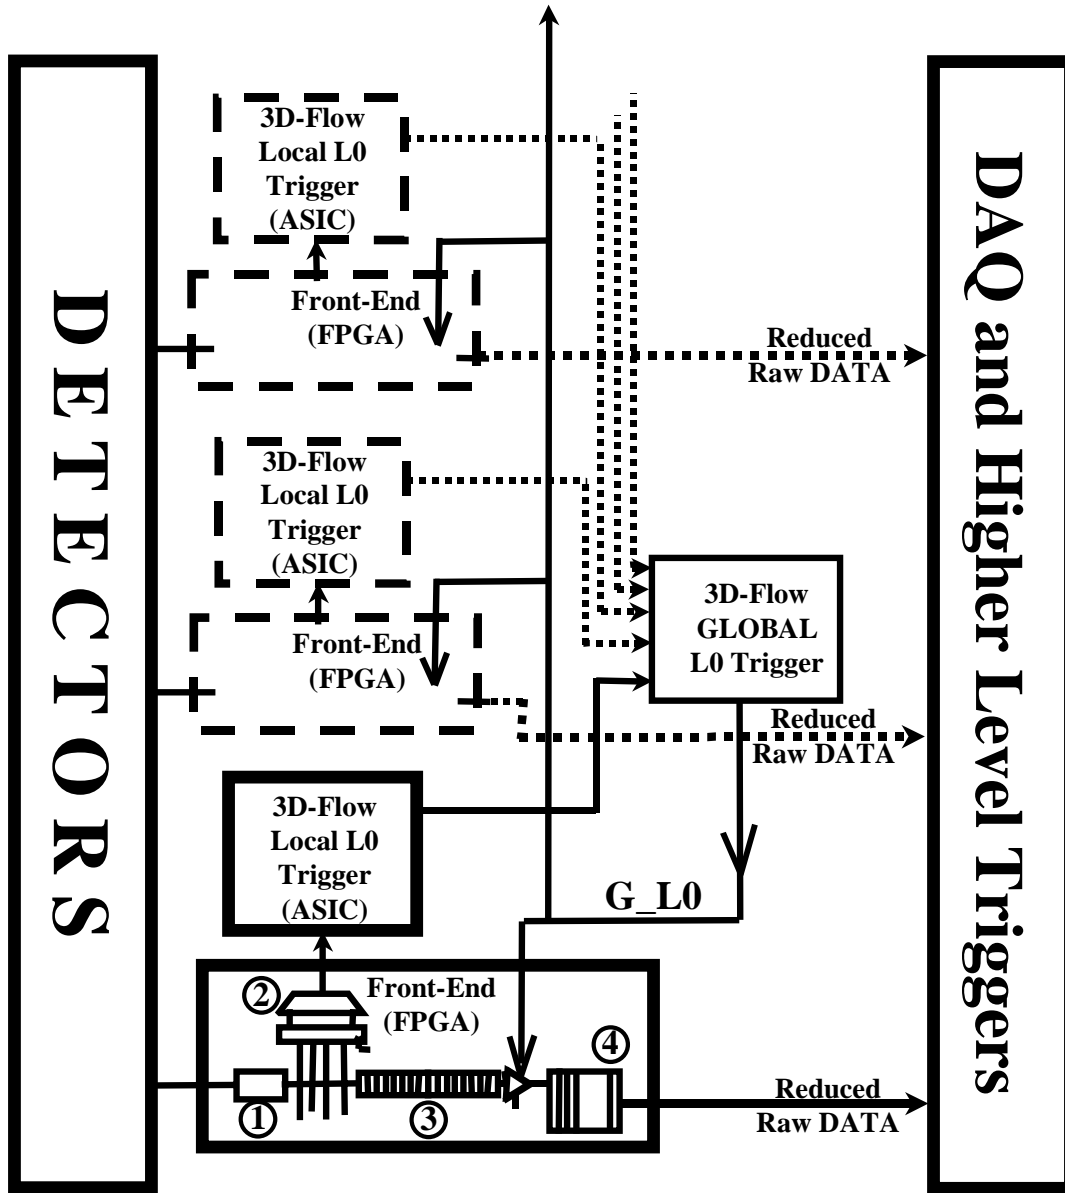 DETECTORS
3D-Flow
Local L0
Trigger
(ASIC)
Front-End
(FPGA)
Reduced
Raw DATA
3D-Flow
Local L0
Trigger
(ASIC)
Front-End
(FPGA)
3D-Flow
GLOBAL
L0 Trigger
Reduced
Raw DATA
3D-Flow
Local L0
Trigger
(ASIC)
G_L0
2
Front-End
(FPGA)
4
1
3
Reduced
Raw DATA
DAQ and Higher Level Triggers